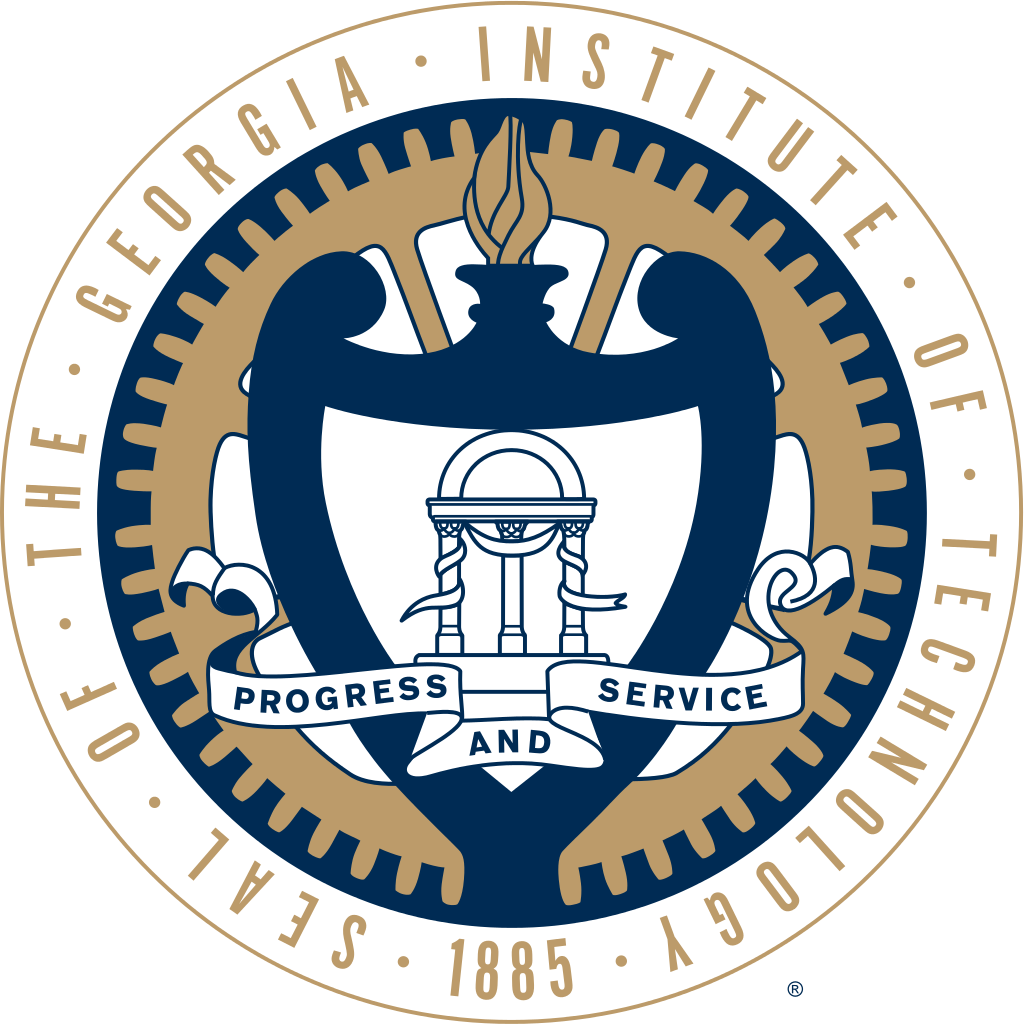 SEAL · OF · THE · GEORGIA · INSTITUTE · OF · TECHNOLOGY
· 1885 ·
PROGRESS
AND
SERVICE
®